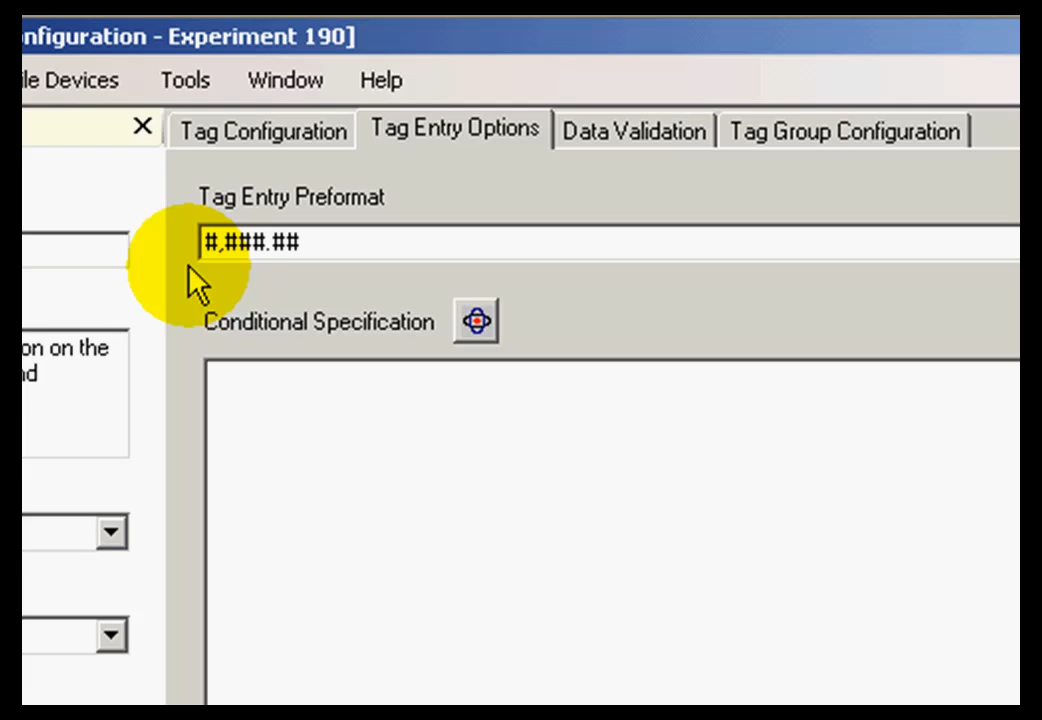 nfiguration - Experiment 190]
ile Devices Tools Window Help
Tag Configuration Tag Entry Options Data Validation Tag Group Configuration
Tag Entry Preformat
#,###.##
Conditional Specification
on on the